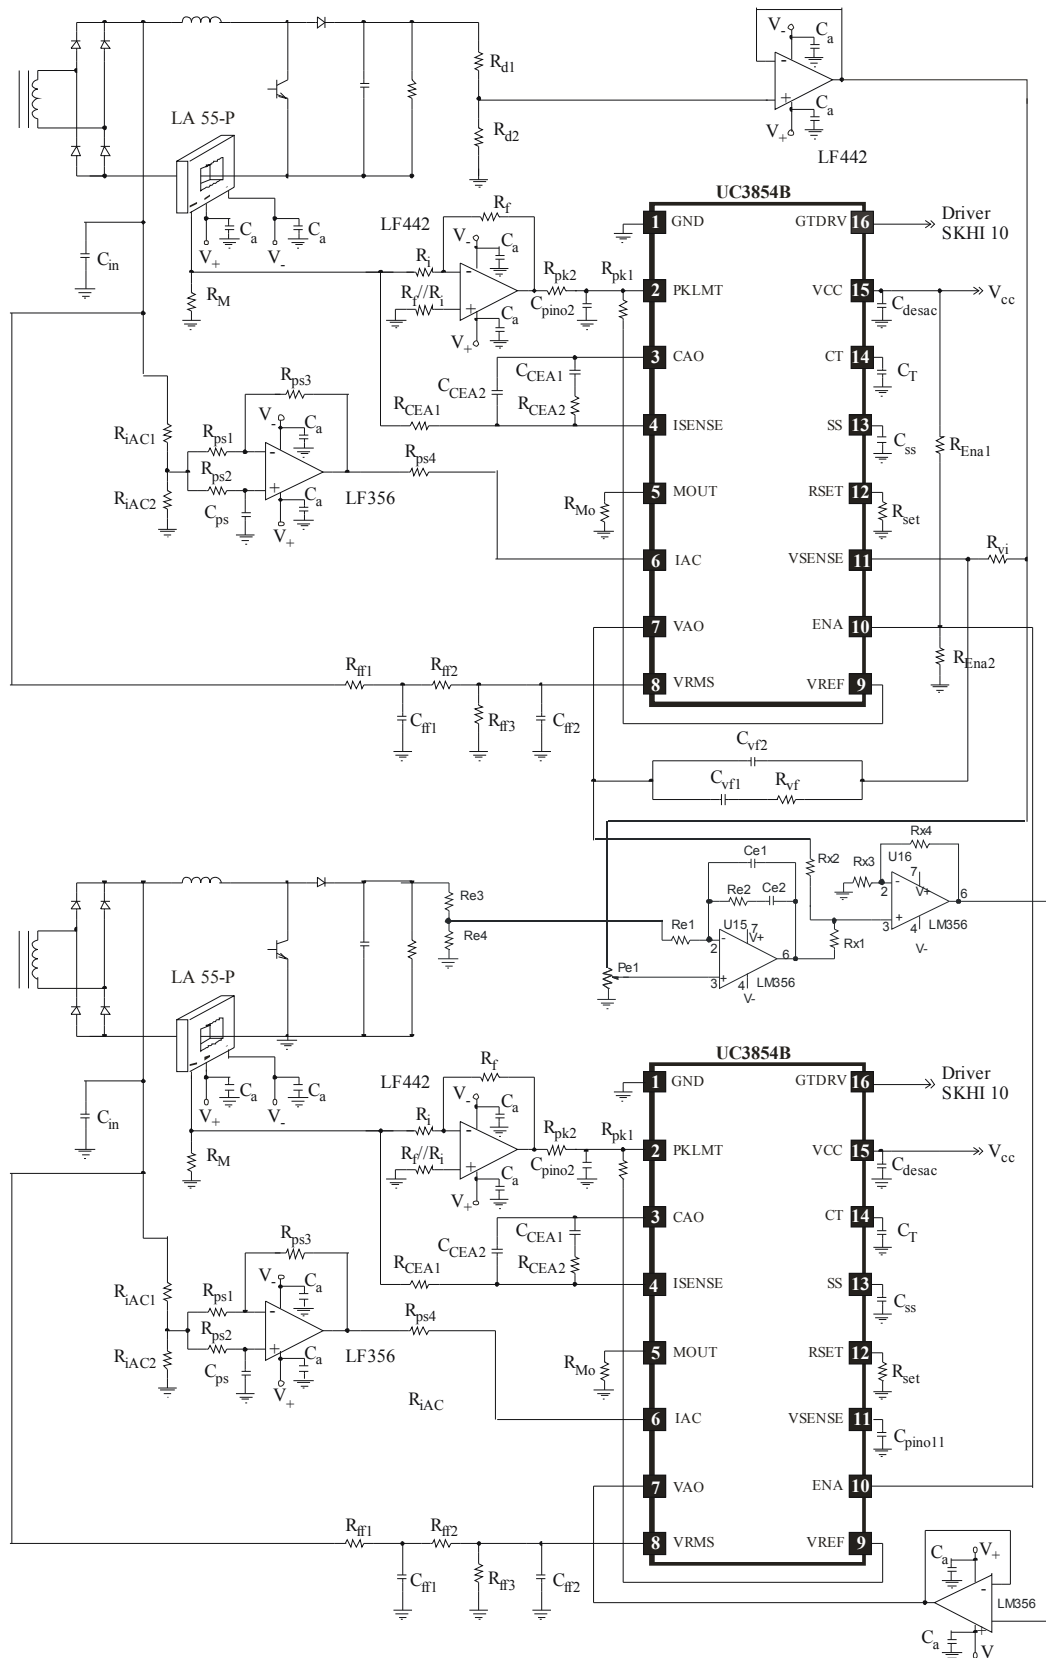 V-
Ca
Rd1
Ca
V+
LF442
Rd2
LA 55-P
UC3854B
Rf
LF442
V-
Ca
1 GND
GTDRV 16
Driver
SKHI 10
Ca
Ca
V+
V-
Cin
Ri
Rpk2
Rpk1
2 PKLMT
VCC 15
Vcc
Cdesac
RM
Rf//Ri
Ca
Cpino2
V+
3 CAO
CT 14
CT
CCEA1
CCEA2
Rps3
RCEA1
RCEA2
4 ISENSE
SS 13
Css
REna1
V-
Ca
RiAC1
Rps1
Rps4
Rps2
LF356
RiAC2
Cps
Ca
V+
RMo
5 MOUT
RSET 12
Rset
Rvi
6 IAC
VSENSE 11
7 VAO
ENA 10
REna2
Rff1
Rff2
8 VRMS
VREF 9
Cff1
Rff3
Cff2
Cvf2
Cvf1
Rvf
Rx4
Ce1
Rx2
U16
Rx3
7
V+
2
-
6
Re3
Re2
Ce2
3
+
4
LM356
V-
Re4
Re1
U15
7
V+
2
-
6
Rx1
Pe1
3
+
4
LM356
V-
LA 55-P
UC3854B
Rf
LF442
V-
Ca
1 GND
GTDRV 16
Driver
SKHI 10
Ca
Ca
V+
V-
Cin
Ri
Rpk2
Rpk1
2 PKLMT
VCC 15
Vcc
Cdesac
RM
Rf//Ri
Ca
Cpino2
V+
3 CAO
CT 14
CT
CCEA1
CCEA2
Rps3
RCEA1
RCEA2
4 ISENSE
SS 13
Css
V-
Ca
RiAC1
Rps1
Rps4
Rps2
LF356
RiAC2
Cps
Ca
V+
RMo
5 MOUT
RSET 12
Rset
RiAC
6 IAC
VSENSE 11
Cpino11
7 VAO
ENA 10
Rff1
Rff2
8 VRMS
VREF 9
Cff1
Rff3
Cff2
Ca
V+
-
LM356
+
Ca
V